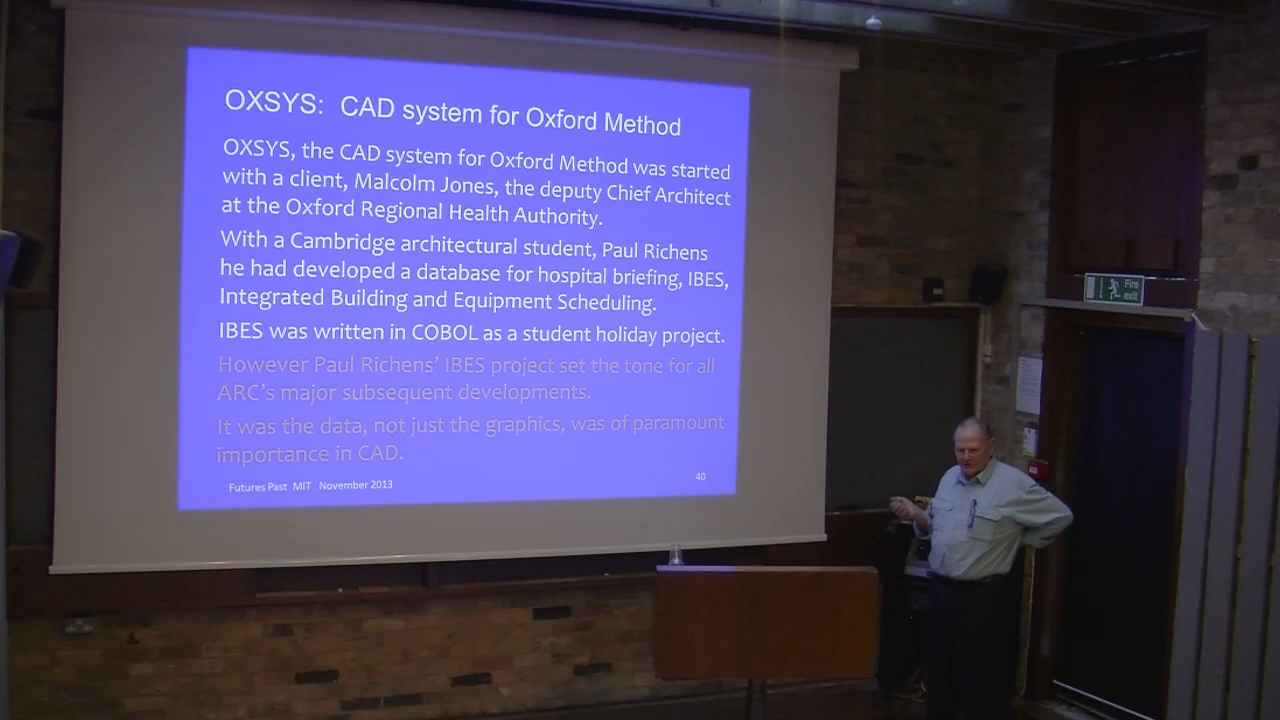 OXSYS: CAD system for Oxford Method
OXSYS, the CAD system for Oxford Method was started
with a client, Malcolm Jones, the deputy Chief Architect
at the Oxford Regional Health Authority.
With a Cambridge architectural student, Paul Richens
he had developed a database for hospital briefing, IBES,
Integrated Building and Equipment Scheduling.
IBES was written in COBOL as a student holiday project.
However Paul Richens' IBES project set the tone for all
ARC's major subsequent developments.
It was the data, not just the graphics, was of paramount
importance in CAD.
Futures Past MIT November 2013
40
Fire
exit